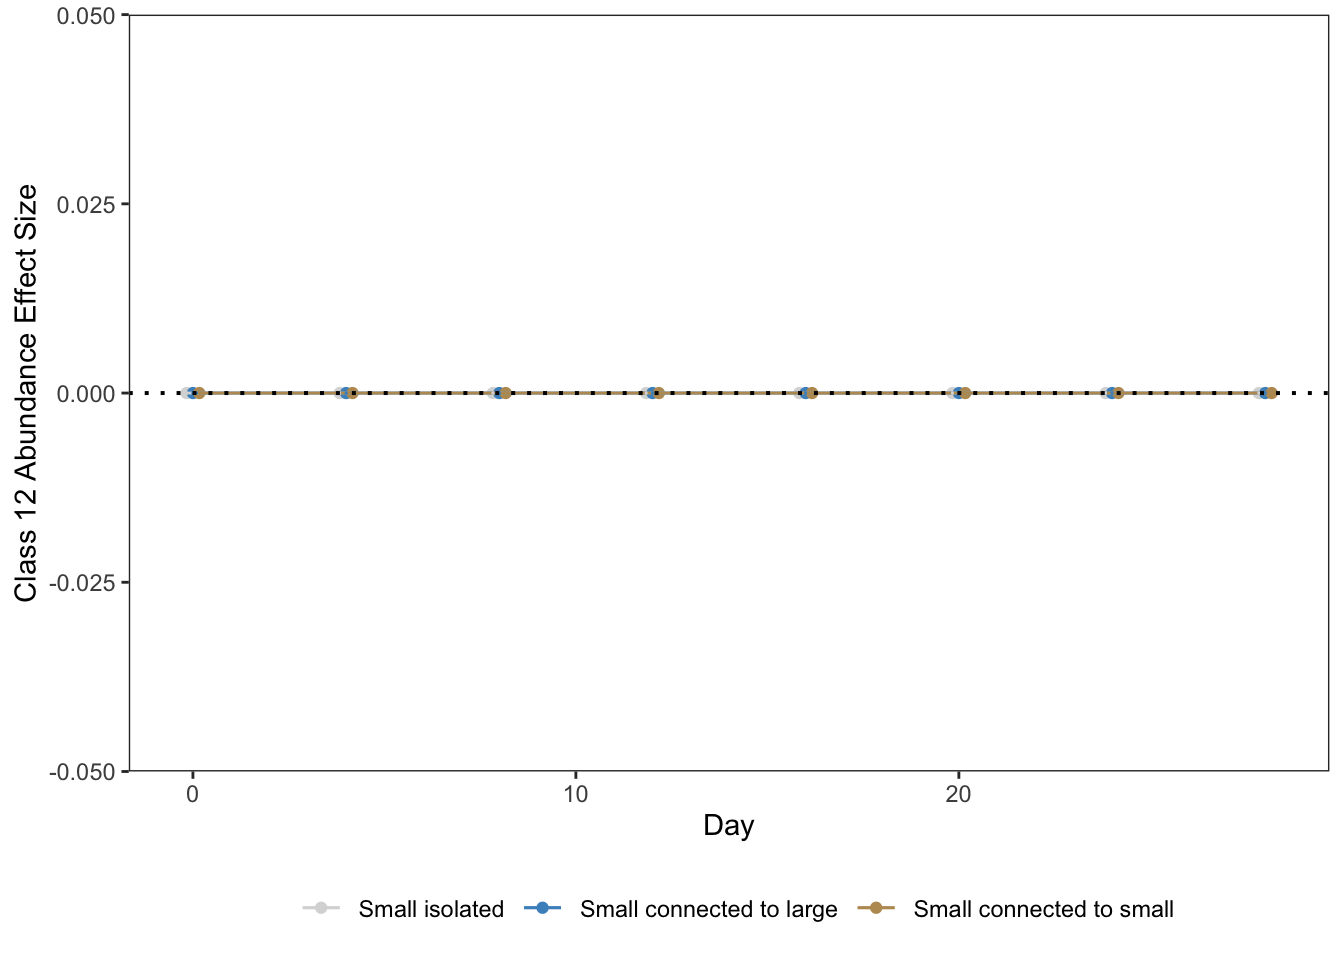 0.050
0.025
0.000
-0.025
-0.050
Class 12 Abundance Effect Size
0 10 20
Day
Small isolated Small connected to large Small connected to small